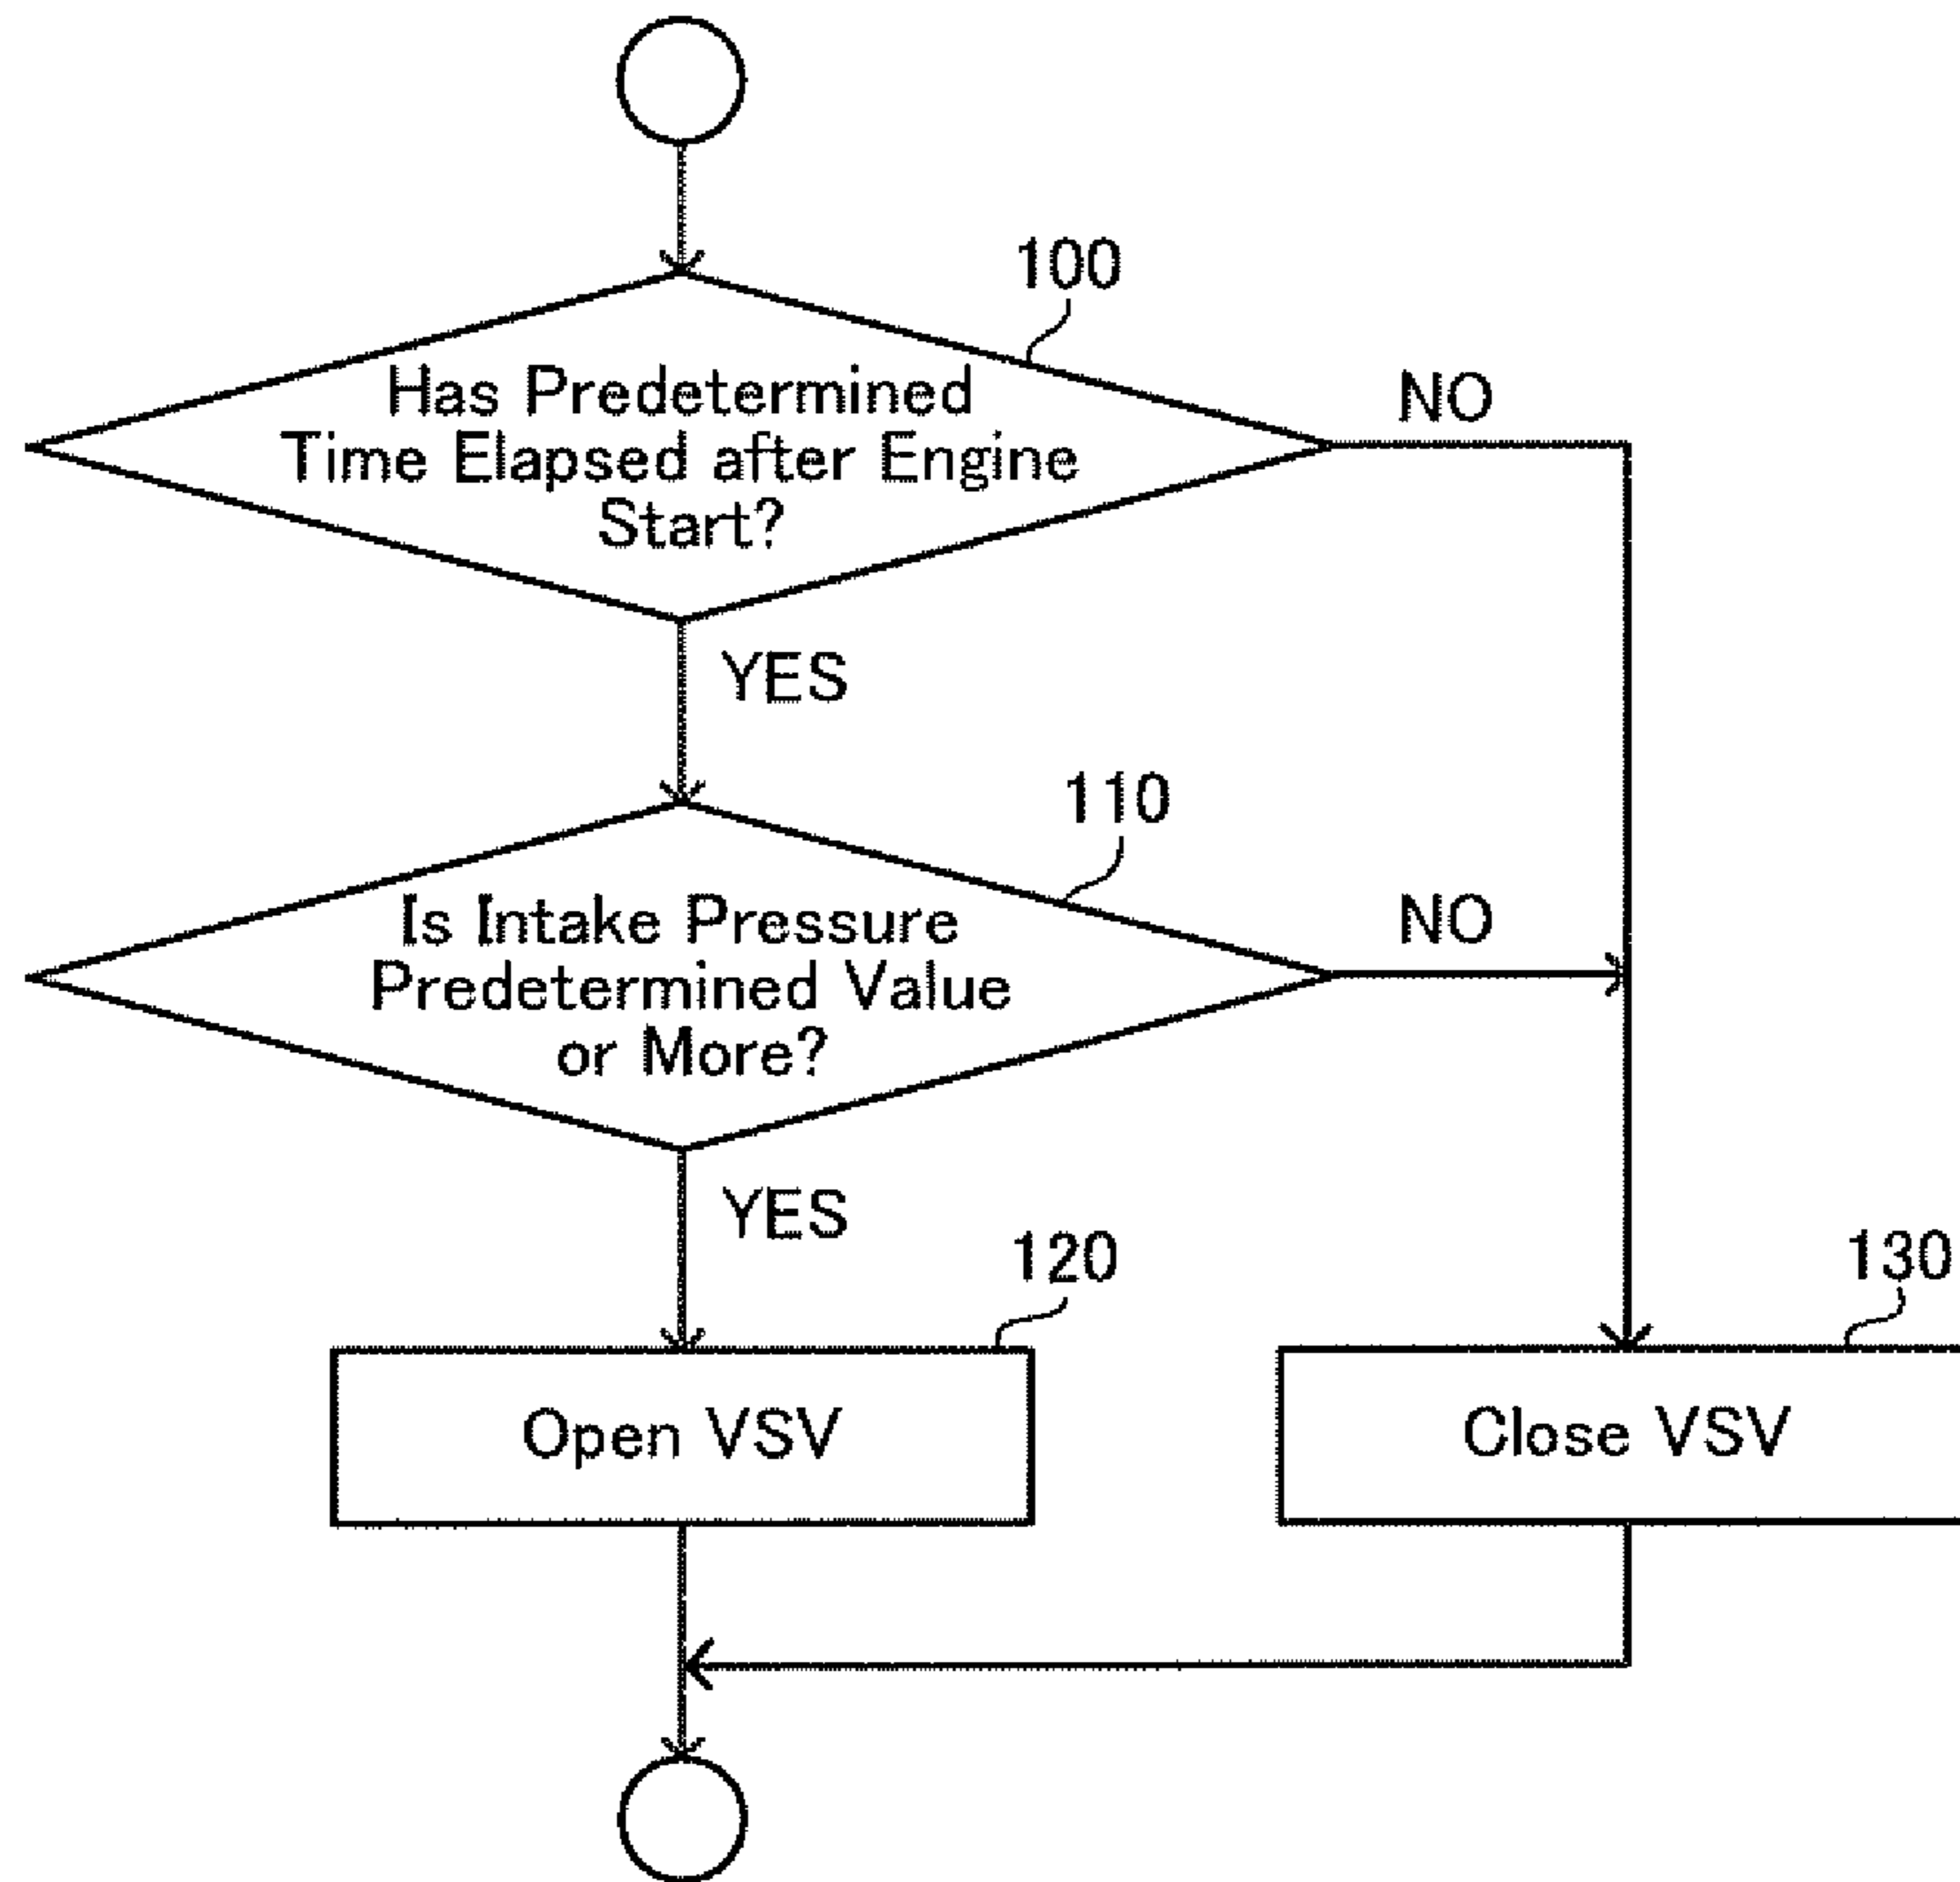 100
Has Predetermined
Time Elapsed after Engine
Start?
NO
YES
110
Is Intake Pressure
Predetermined Value
or More?
NO
YES
120
Open VSV
130
Close VSV